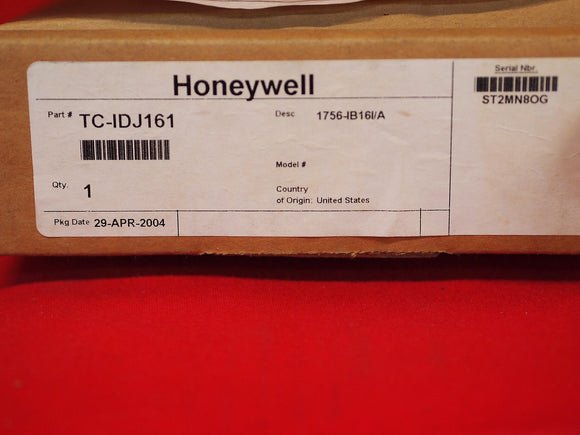 Honeywell
Part # TC-IDJ161
Desc 1756-IB16I/A
Model #
Qty. 1
Country
of Origin: United States
Pkg Date 29-APR-2004
Serial Nbr.
ST2MN8OG